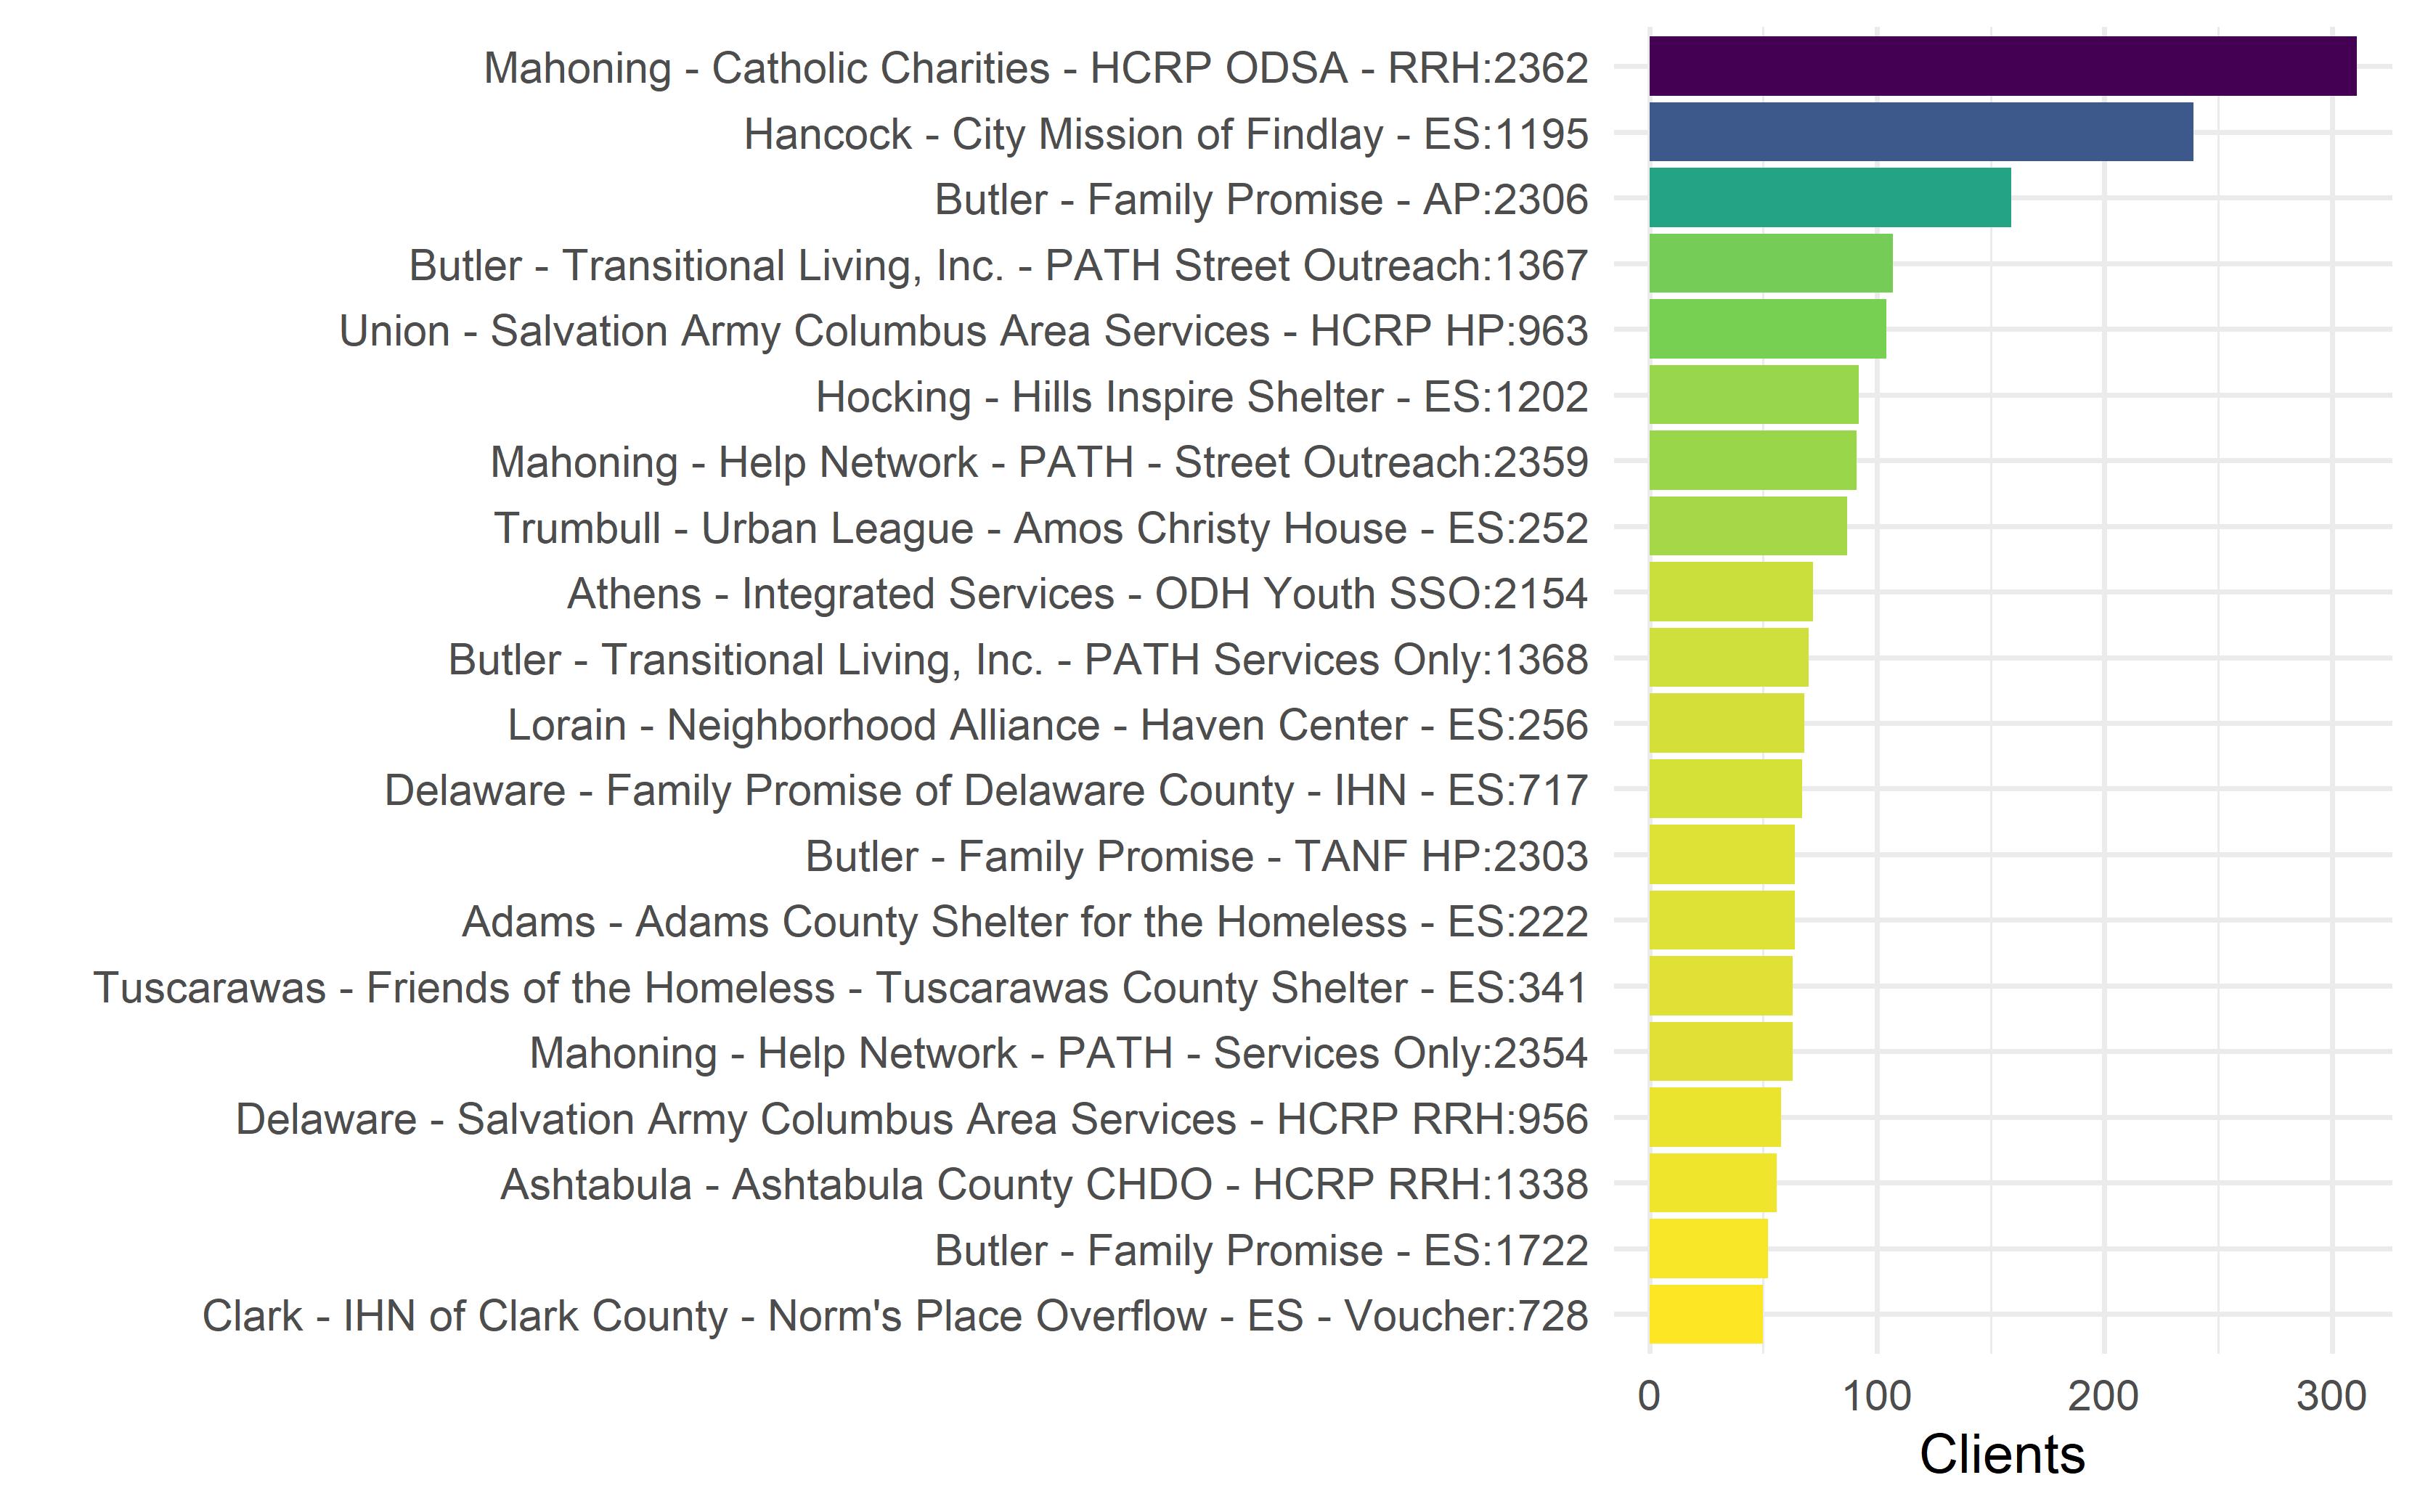 Mahoning - Catholic Charities - HCRP ODSA - RRH:2362
Hancock - City Mission of Findlay - ES:1195
Butler - Family Promise - AP:2306
Butler - Transitional Living, Inc. - PATH Street Outreach:1367
Union - Salvation Army Columbus Area Services - HCRP HP:963
Hocking - Hills Inspire Shelter - ES:1202
Mahoning - Help Network - PATH - Street Outreach:2359
Trumbull - Urban League - Amos Christy House - ES:252
Athens - Integrated Services - ODH Youth SSO:2154
Butler - Transitional Living, Inc. - PATH Services Only:1368
Lorain - Neighborhood Alliance - Haven Center - ES:256
Delaware - Family Promise of Delaware County - IHN - ES:717
Butler - Family Promise - TANF HP:2303
Adams - Adams County Shelter for the Homeless - ES:222
Tuscarawas - Friends of the Homeless - Tuscarawas County Shelter - ES:341
Mahoning - Help Network - PATH - Services Only:2354
Delaware - Salvation Army Columbus Area Services - HCRP RRH:956
Ashtabula - Ashtabula County CHDO - HCRP RRH:1338
Butler - Family Promise - ES:1722
Clark - IHN of Clark County - Norm's Place Overflow - ES - Voucher:728
0 100 200 300
Clients